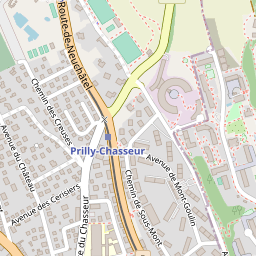 Route-de-Neuchâtel
Chemin des Creuses
Prilly-Chasseur
Avenue du Château
Avenue de Mont-Goulin
Avenue des Cerisiers
Chemin de Sous-Mont
du Chasseur